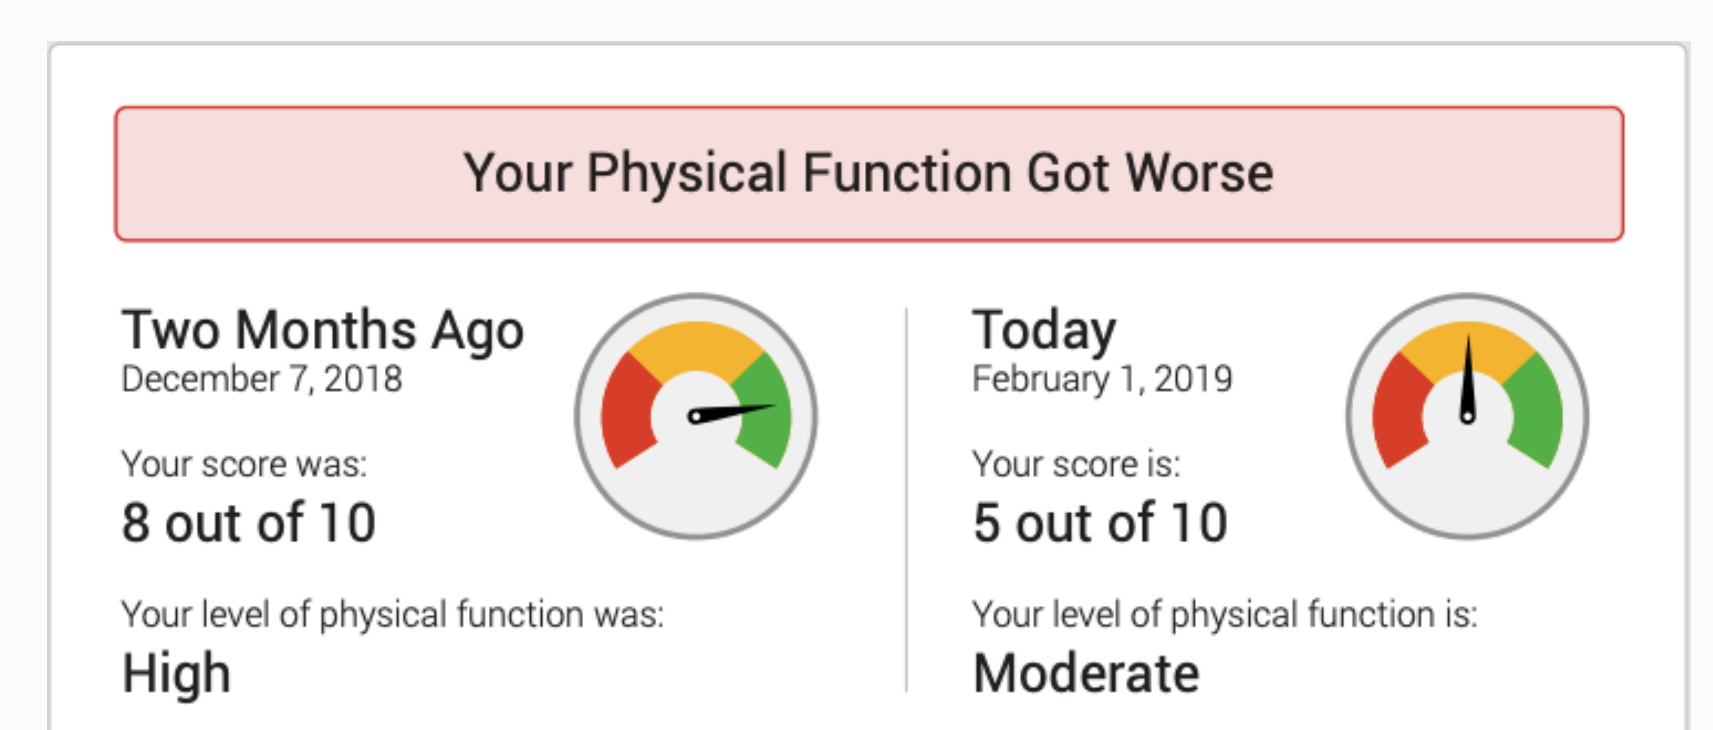 Your Physical Function Got Worse
Two Months Ago
December 7, 2018
Your score was:
8 out of 10
Your level of physical function was:
High
Today
February 1, 2019
Your score is:
5 out of 10
Your level of physical function is:
Moderate